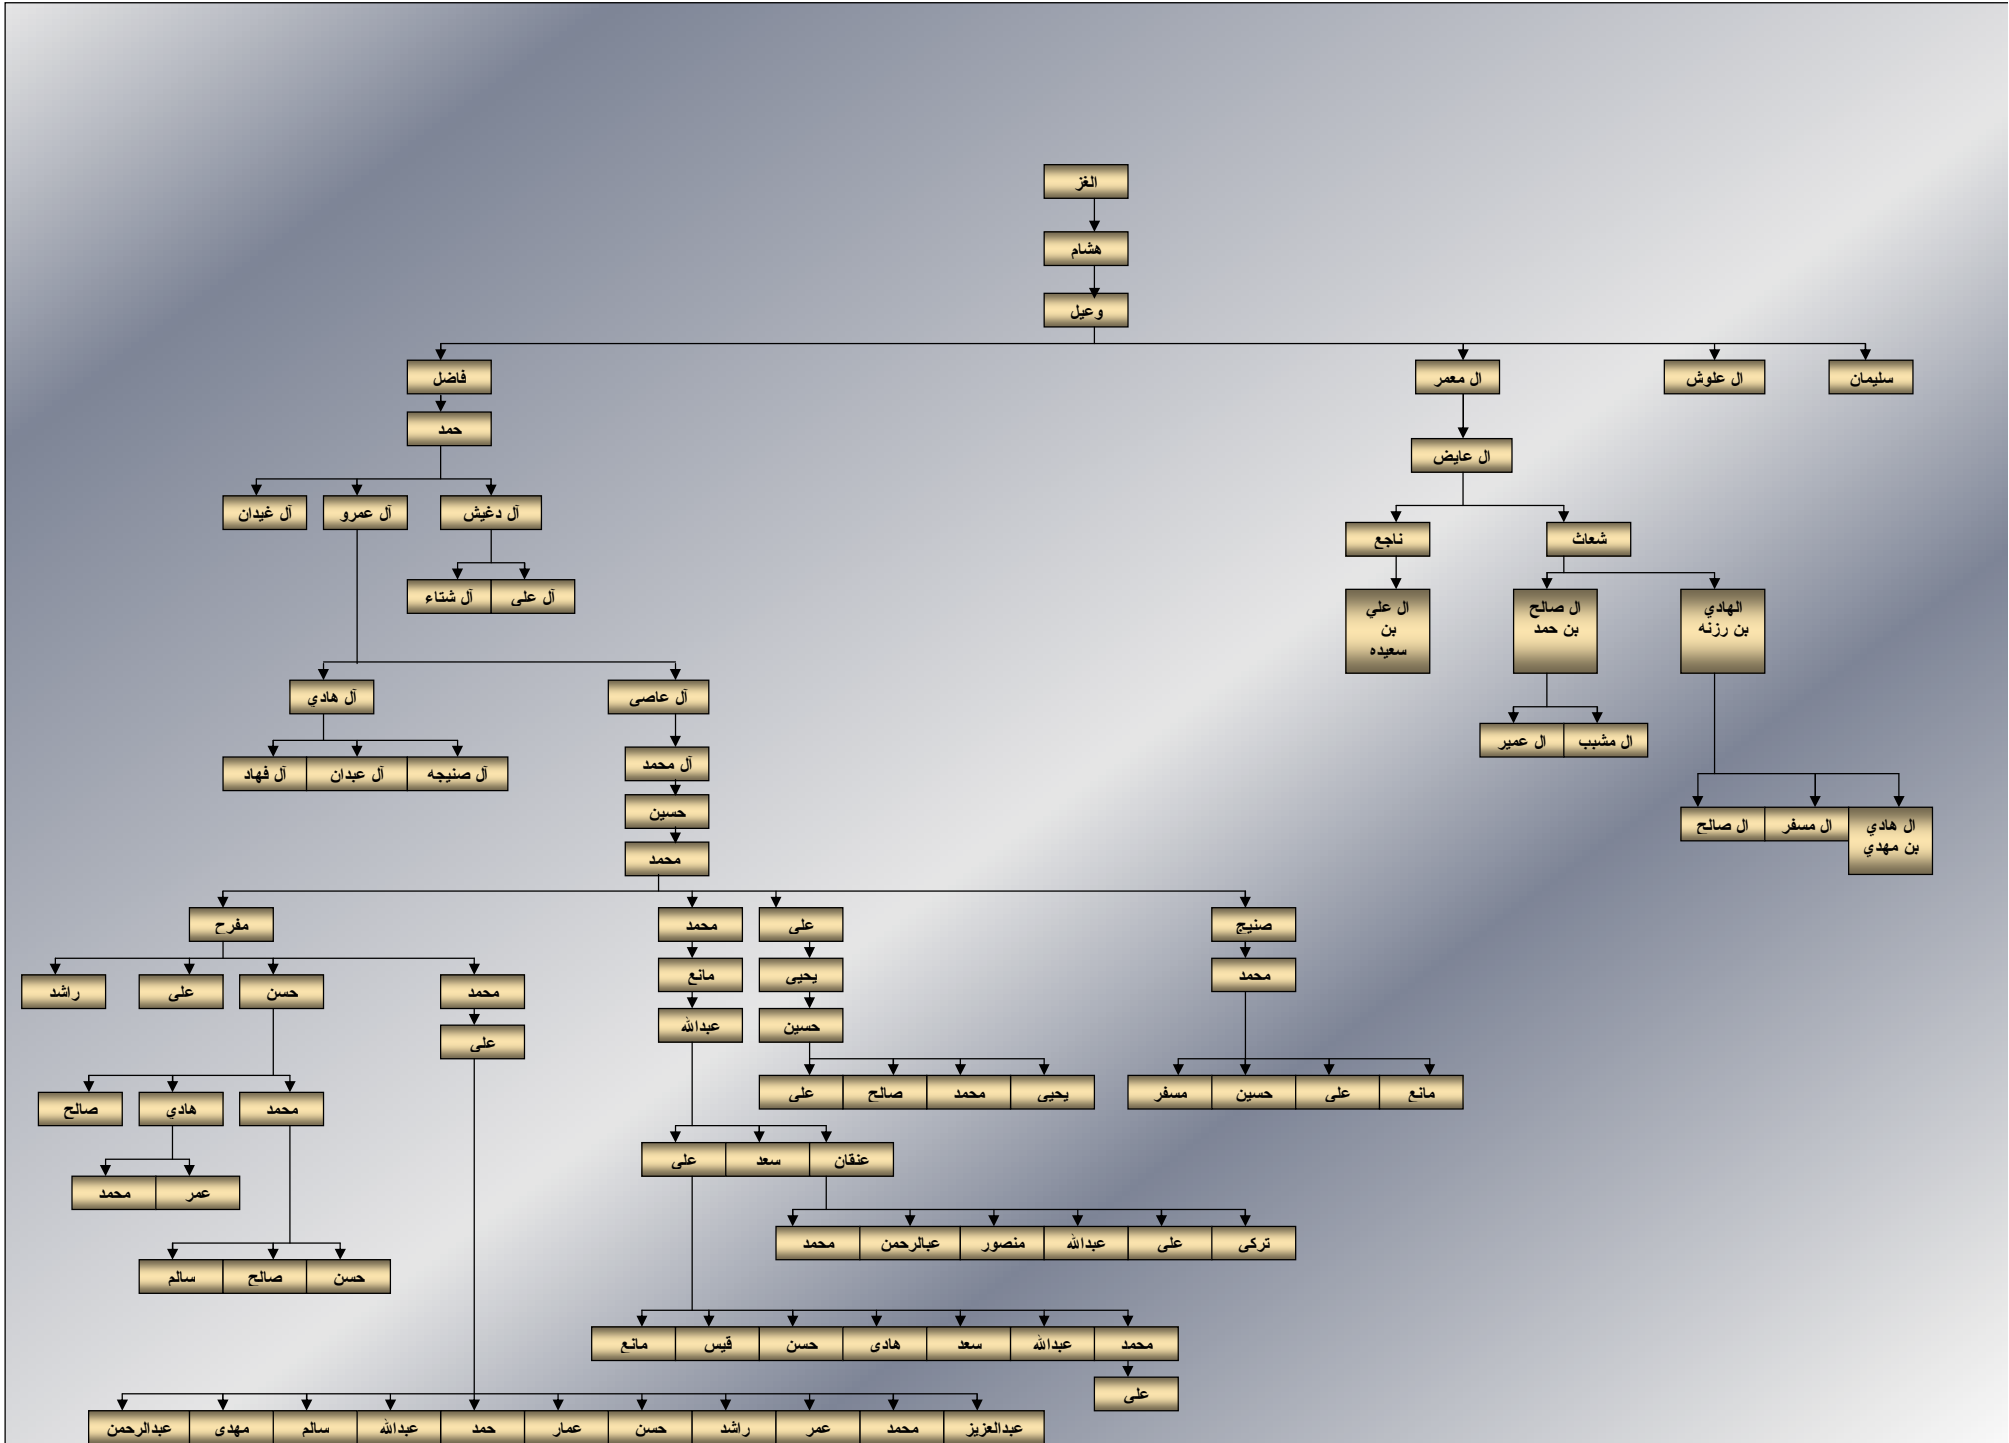 الغز
هشام
وعيل
سليمان
ال علوش
ال معمر
فاضل
حمد
ال عايض
آل دغيش
آل عمرو
آل غيدان
شعاث
ناجع
آل على
آل شتاء
الهادي
بن رزنه
ال صالح
بن حمد
ال علي
بن
سعيده
آل عاصى
آل هادي
ال مشبب
ال عمير
آل محمد
آل صنيجه
آل عبدان
آل فهاد
حسين
ال هادي
بن مهدي
ال مسفر
ال صالح
محمد
صنيج
على
محمد
مفرح
محمد
يحيى
مانع
محمد
حسن
على
راشد
حسين
عبدالله
على
مانع
على
حسين
مسفر
يحيى
محمد
صالح
على
محمد
هادي
صالح
عنقان
سعد
على
عمر
محمد
تركى
على
عبدالله
منصور
عبالرحمن
محمد
حسن
صالح
سالم
محمد
عبدالله
سعد
هادى
حسن
قيس
مانع
على
عبدالعزيز
محمد
عمر
راشد
حسن
عمار
حمد
عبدالله
سالم
مهدى
عبدالرحمن